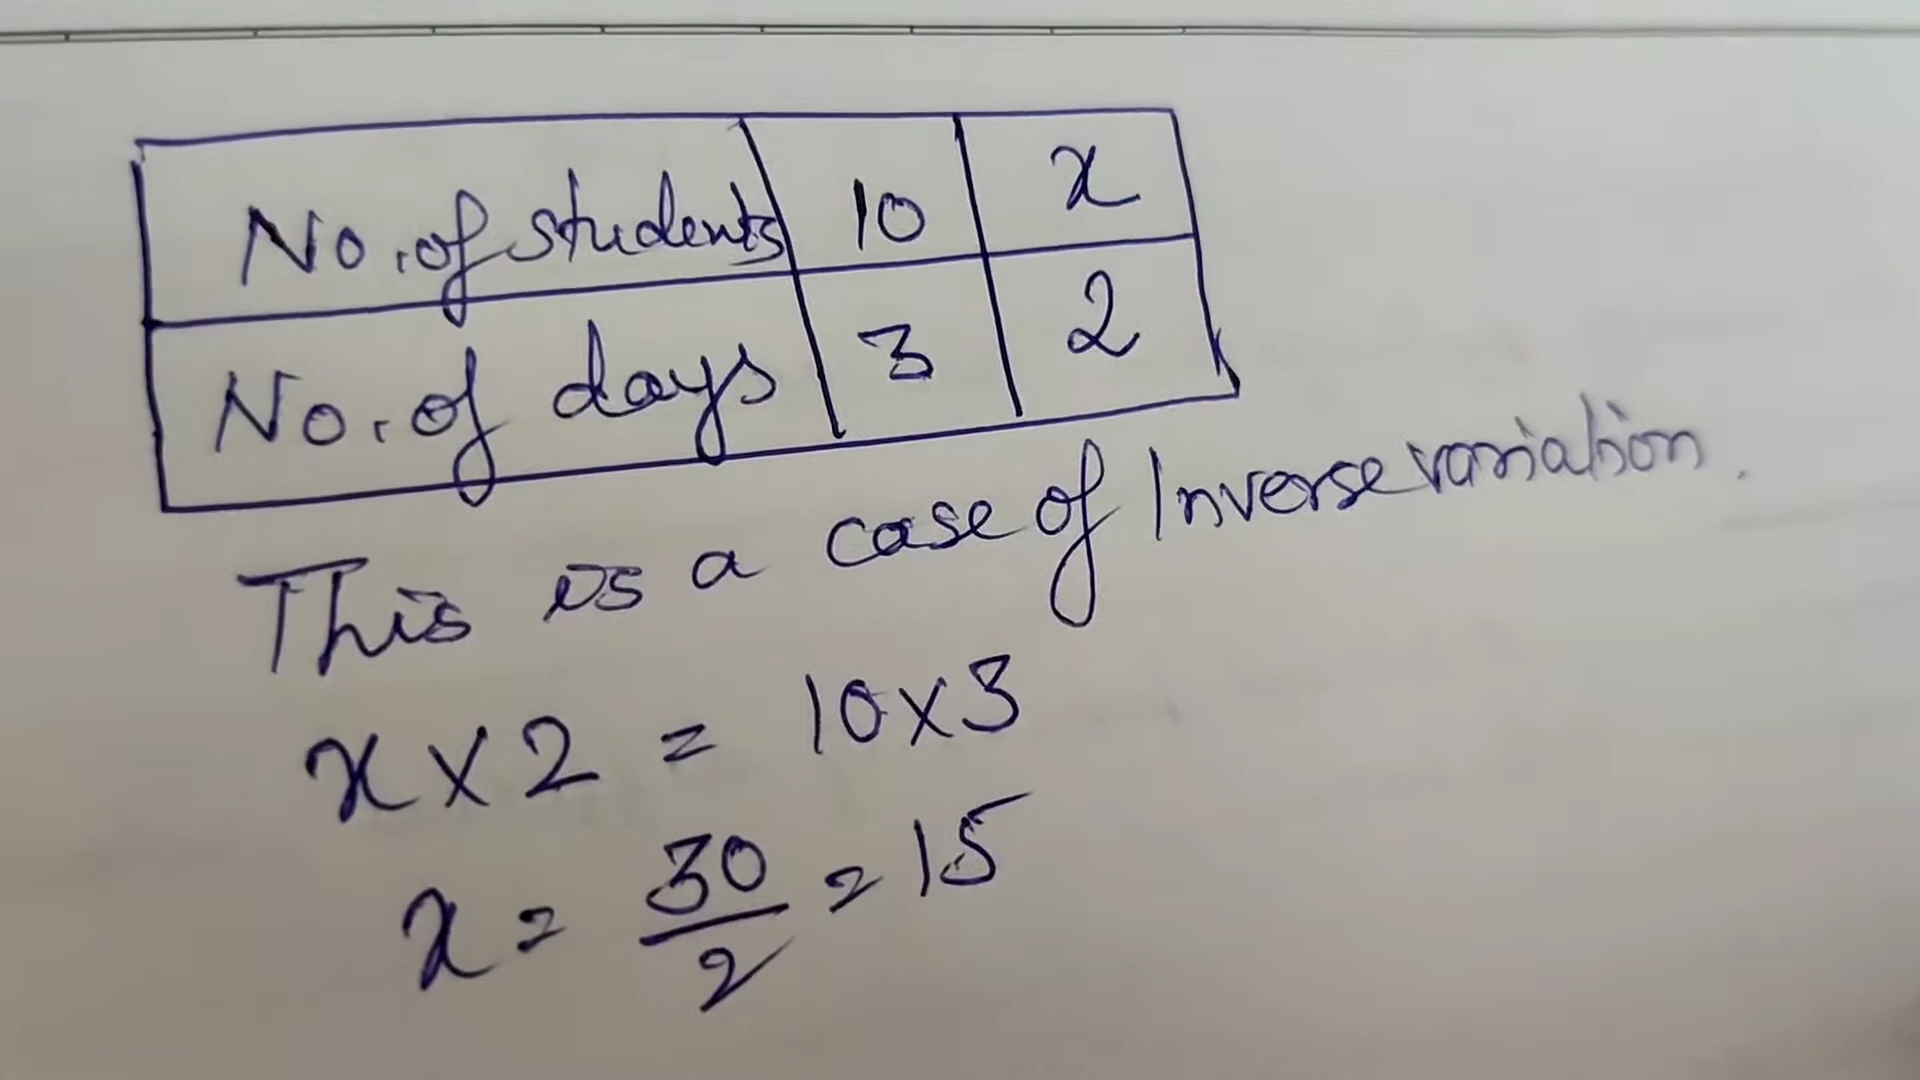 No. of students 10 x
No. of days 3 2
This is a case of Inverse variation.
x × 2 = 10 × 3
x = 30/2 = 15